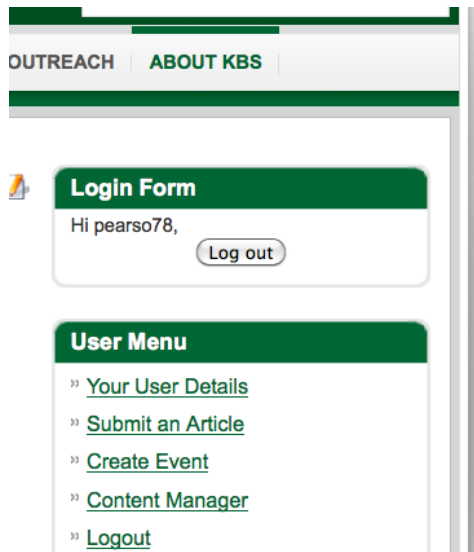 OUTREACH ABOUT KBS
Login Form
Hi pearso78,
Log out
User Menu
» Your User Details
» Submit an Article
» Create Event
» Content Manager
» Logout